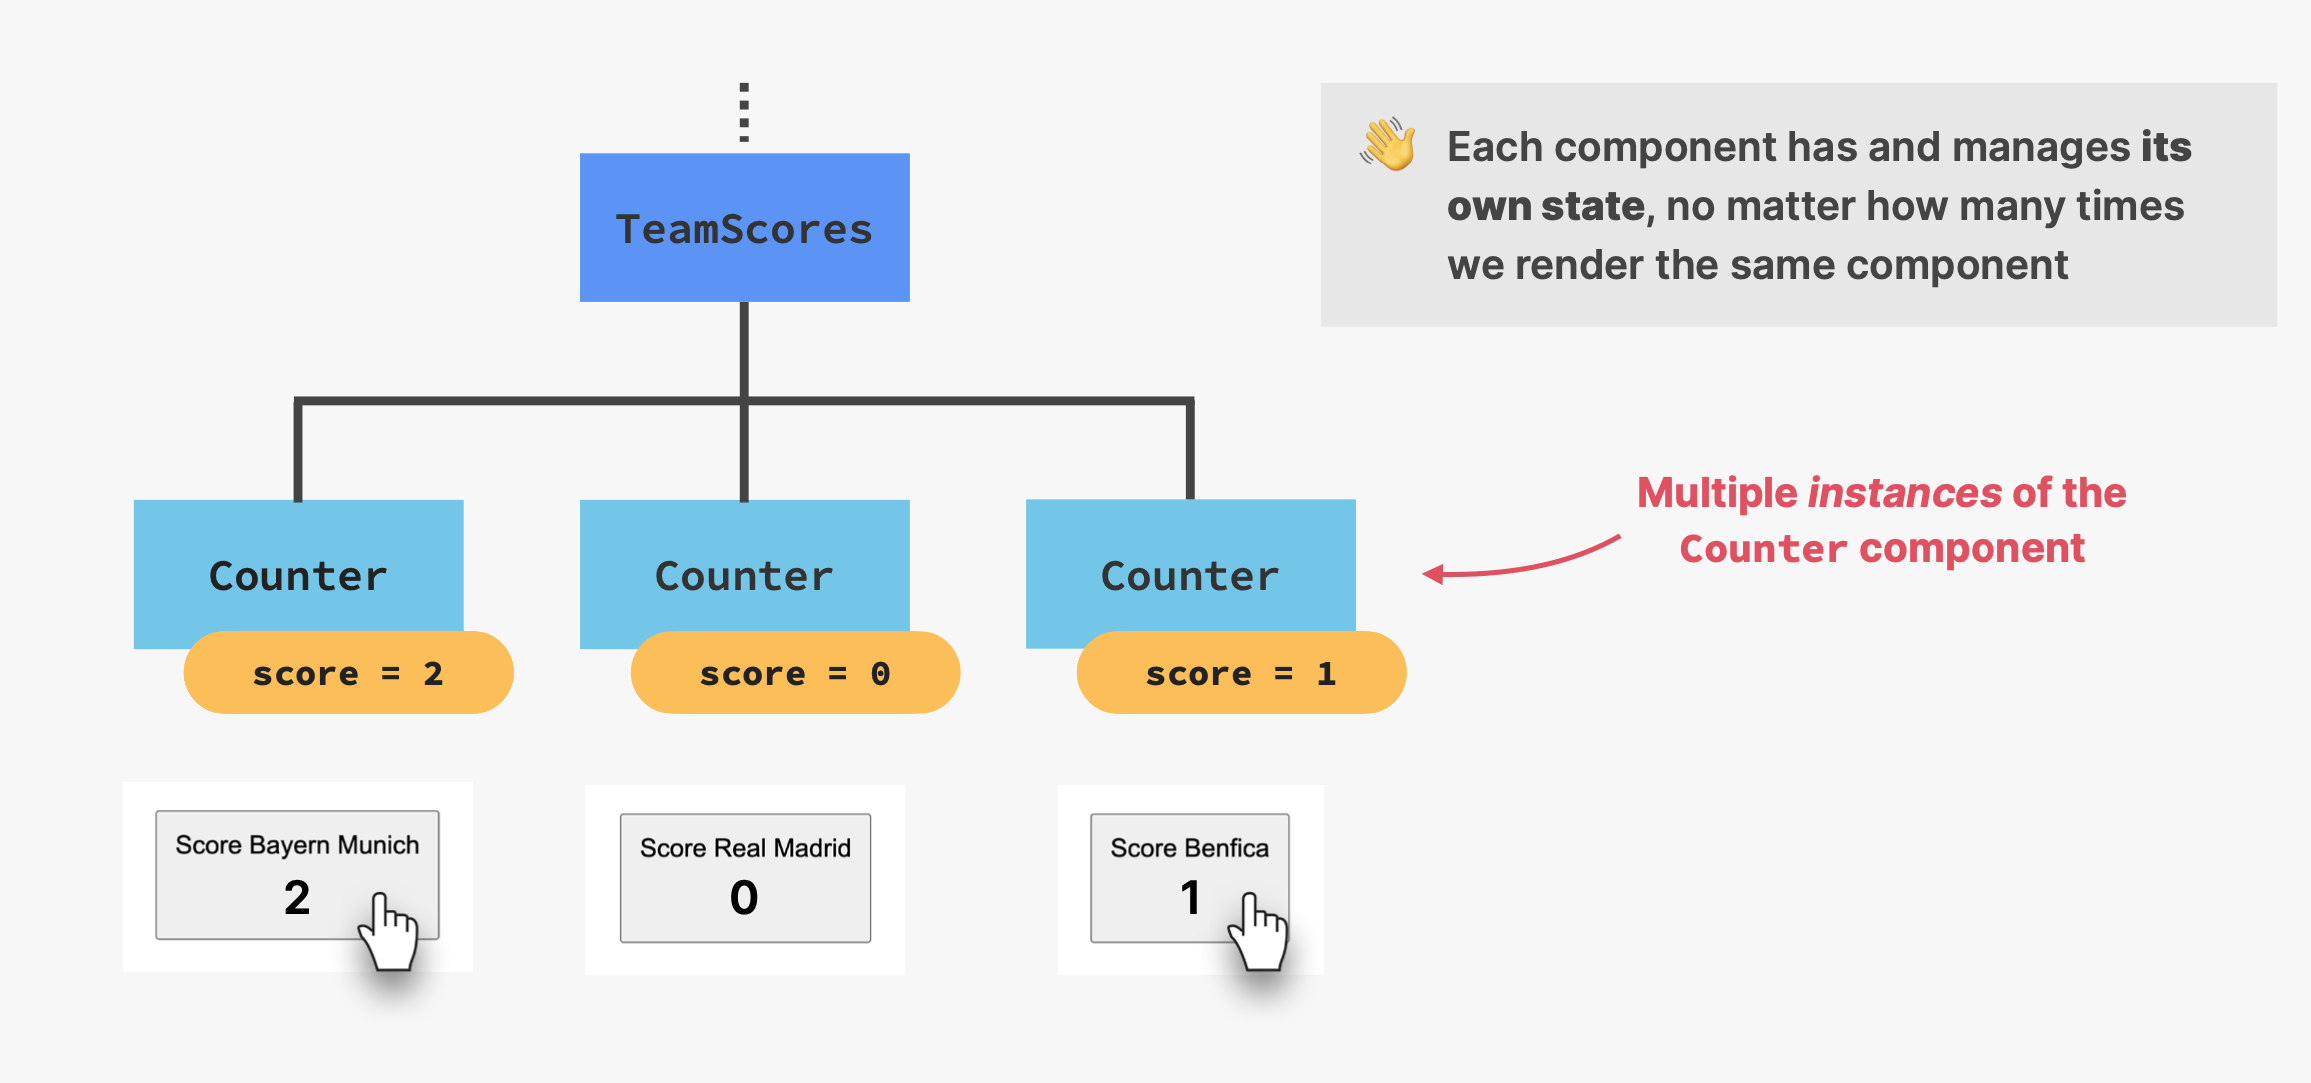 TeamScores
Each component has and manages its
own state, no matter how many times
we render the same component
Multiple instances of the
Counter component
Counter
Counter
Counter
score = 2
score = 0
score = 1
Score Bayern Munich
2
Score Real Madrid
0
Score Benfica
1